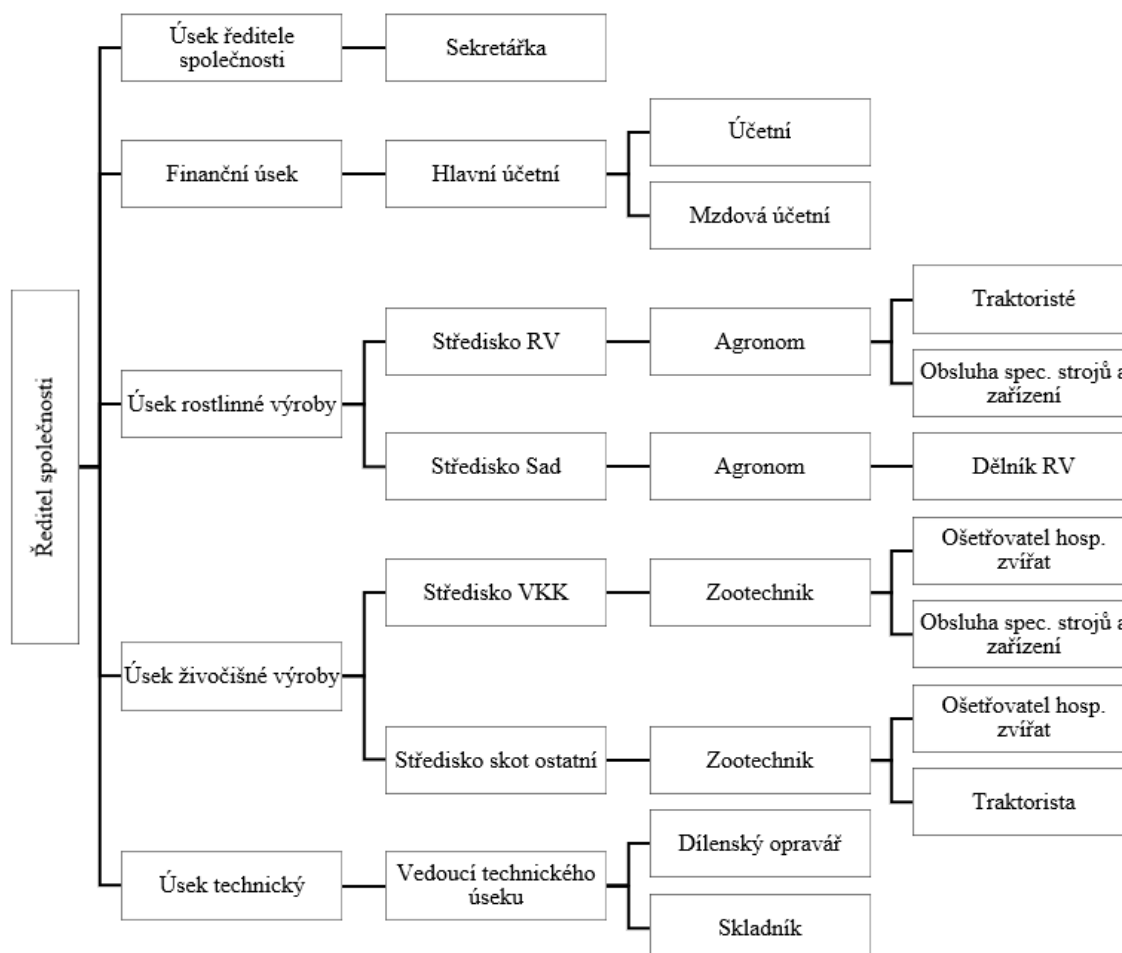 Úsek ředitele
společnosti
Sekretářka
Finanční úsek
Hlavní účetní
Účetní
Mzdová účetní
Ředitel společnosti
Úsek rostlinné výroby
Středisko RV
Agronom
Traktoristé
Obsluha spec. strojů a
zařízení
Středisko Sad
Agronom
Dělník RV
Úsek živočišné výroby
Středisko VKK
Zootechnik
Ošetřovatel hosp.
zvířat
Obsluha spec. strojů a
zařízení
Středisko skot ostatní
Zootechnik
Ošetřovatel hosp.
zvířat
Traktorista
Úsek technický
Vedoucí technického
úseku
Dílenský opravář
Skladník